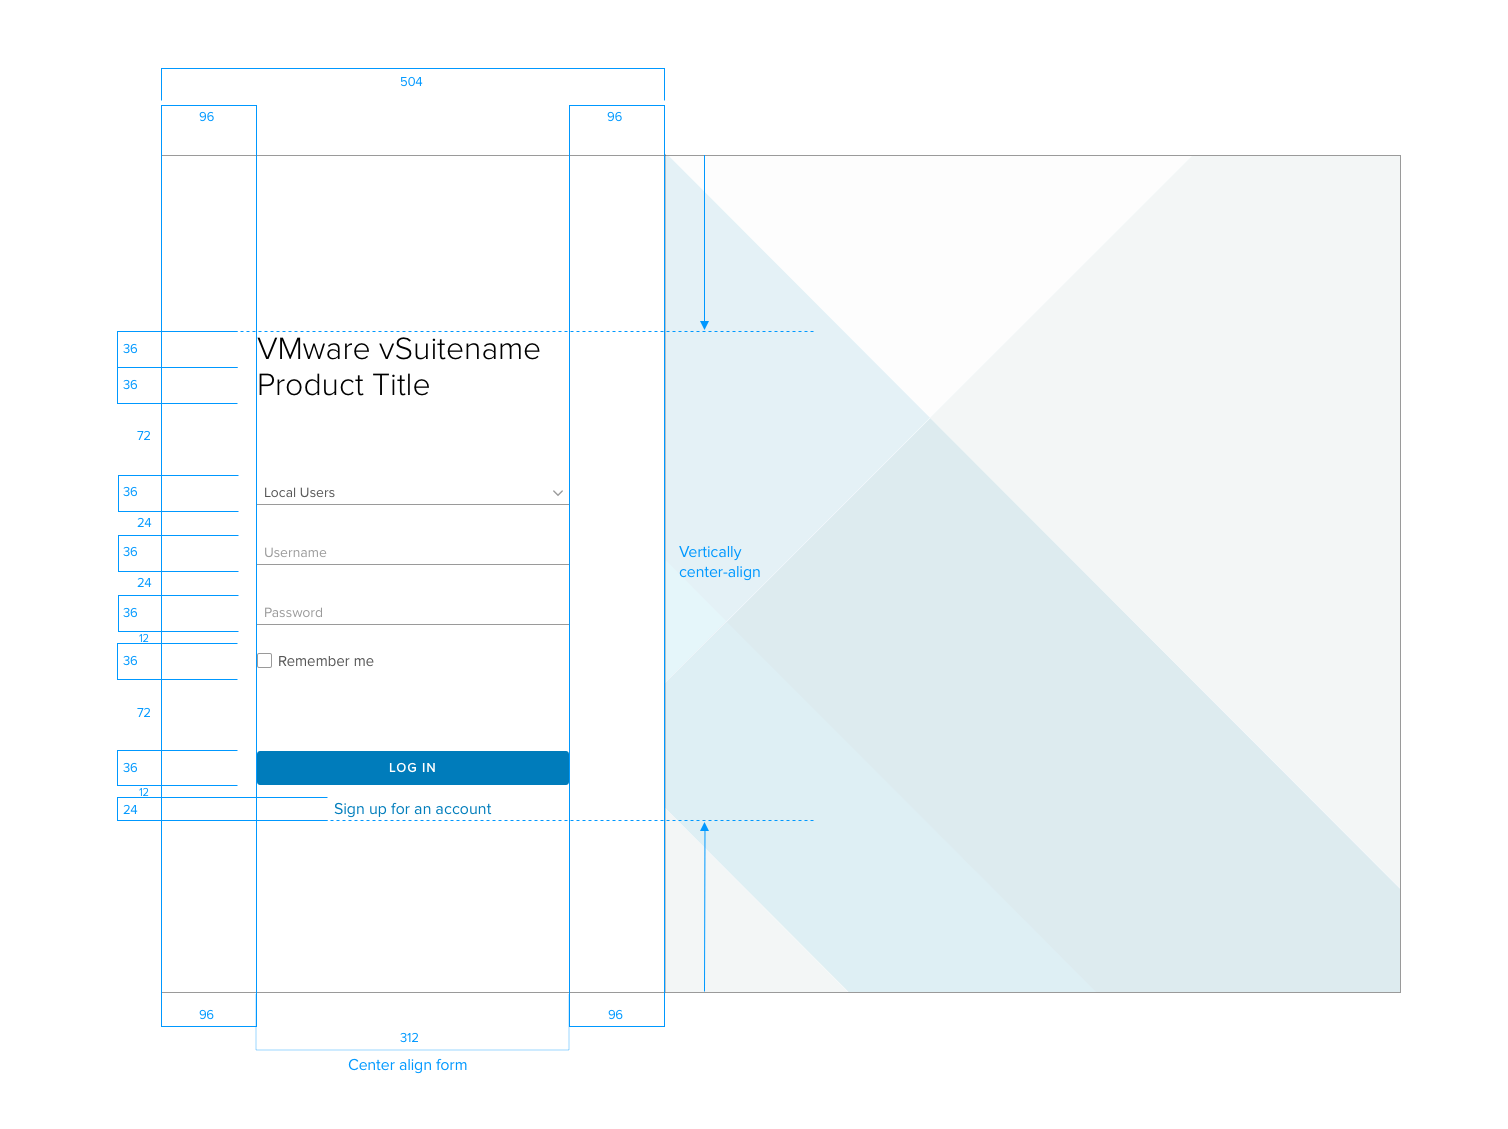 504
96
96
36
VMware vSuitename
36
Product Title
72
36
Local Users
24
36
Username
Vertically
center-align
24
36
Password
12
36
Remember me
72
36
LOG IN
12
24
Sign up for an account
96
96
312
Center align form